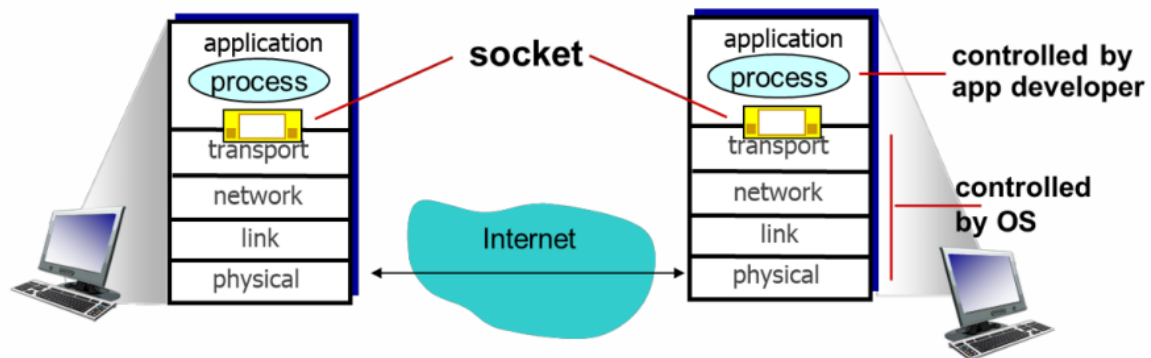 application
process
transport
network
link
physical
socket
Internet
application
process
transport
network
link
physical
controlled by
app developer
controlled
by OS